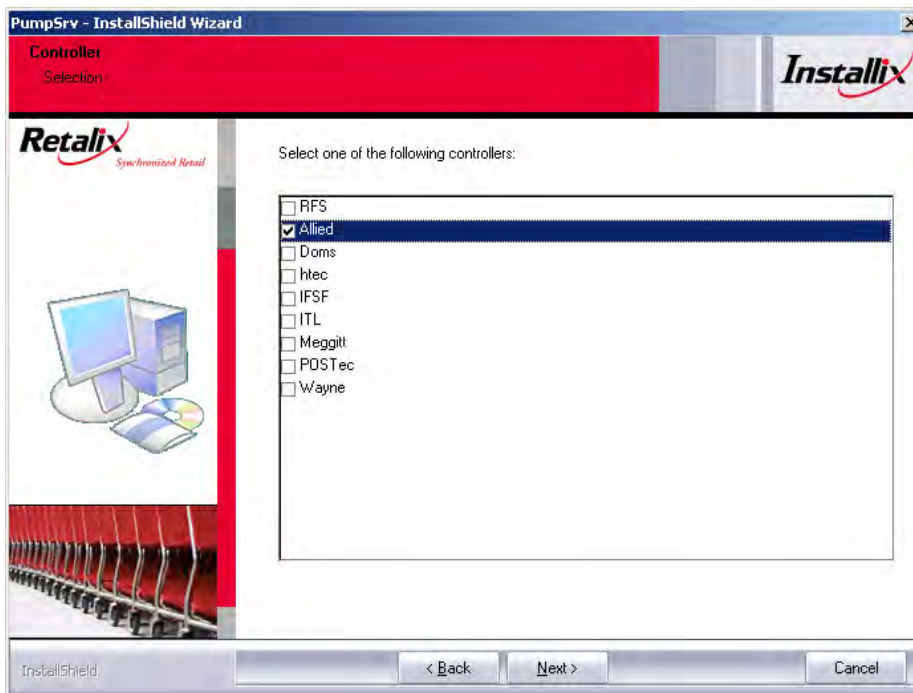 PumpSrv - InstallShield Wizard
Controller
Selection
Installix
Retalix
Synchronized Retail
Select one of the following controllers:
RFS
Allied
Doms
htec
IFSF
ITL
Meggitt
POSTec
Wayne
InstallShield
< Back
Next >
Cancel